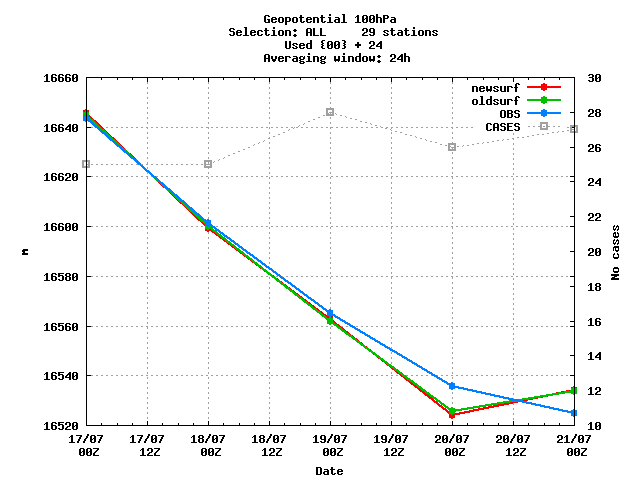 Geopotential 100hPa
Selection: ALL     29 stations
Used {00} + 24
Averaging window: 24h
newsurf
oldsurf
OBS
CASES
16660
16640
16620
16600
16580
16560
16540
16520
m
30
28
26
24
22
20
18
16
14
12
10
No cases
17/07 17/07 18/07 18/07 19/07 19/07 20/07 20/07 21/07
00Z 12Z 00Z 12Z 00Z 12Z 00Z 12Z 00Z
Date